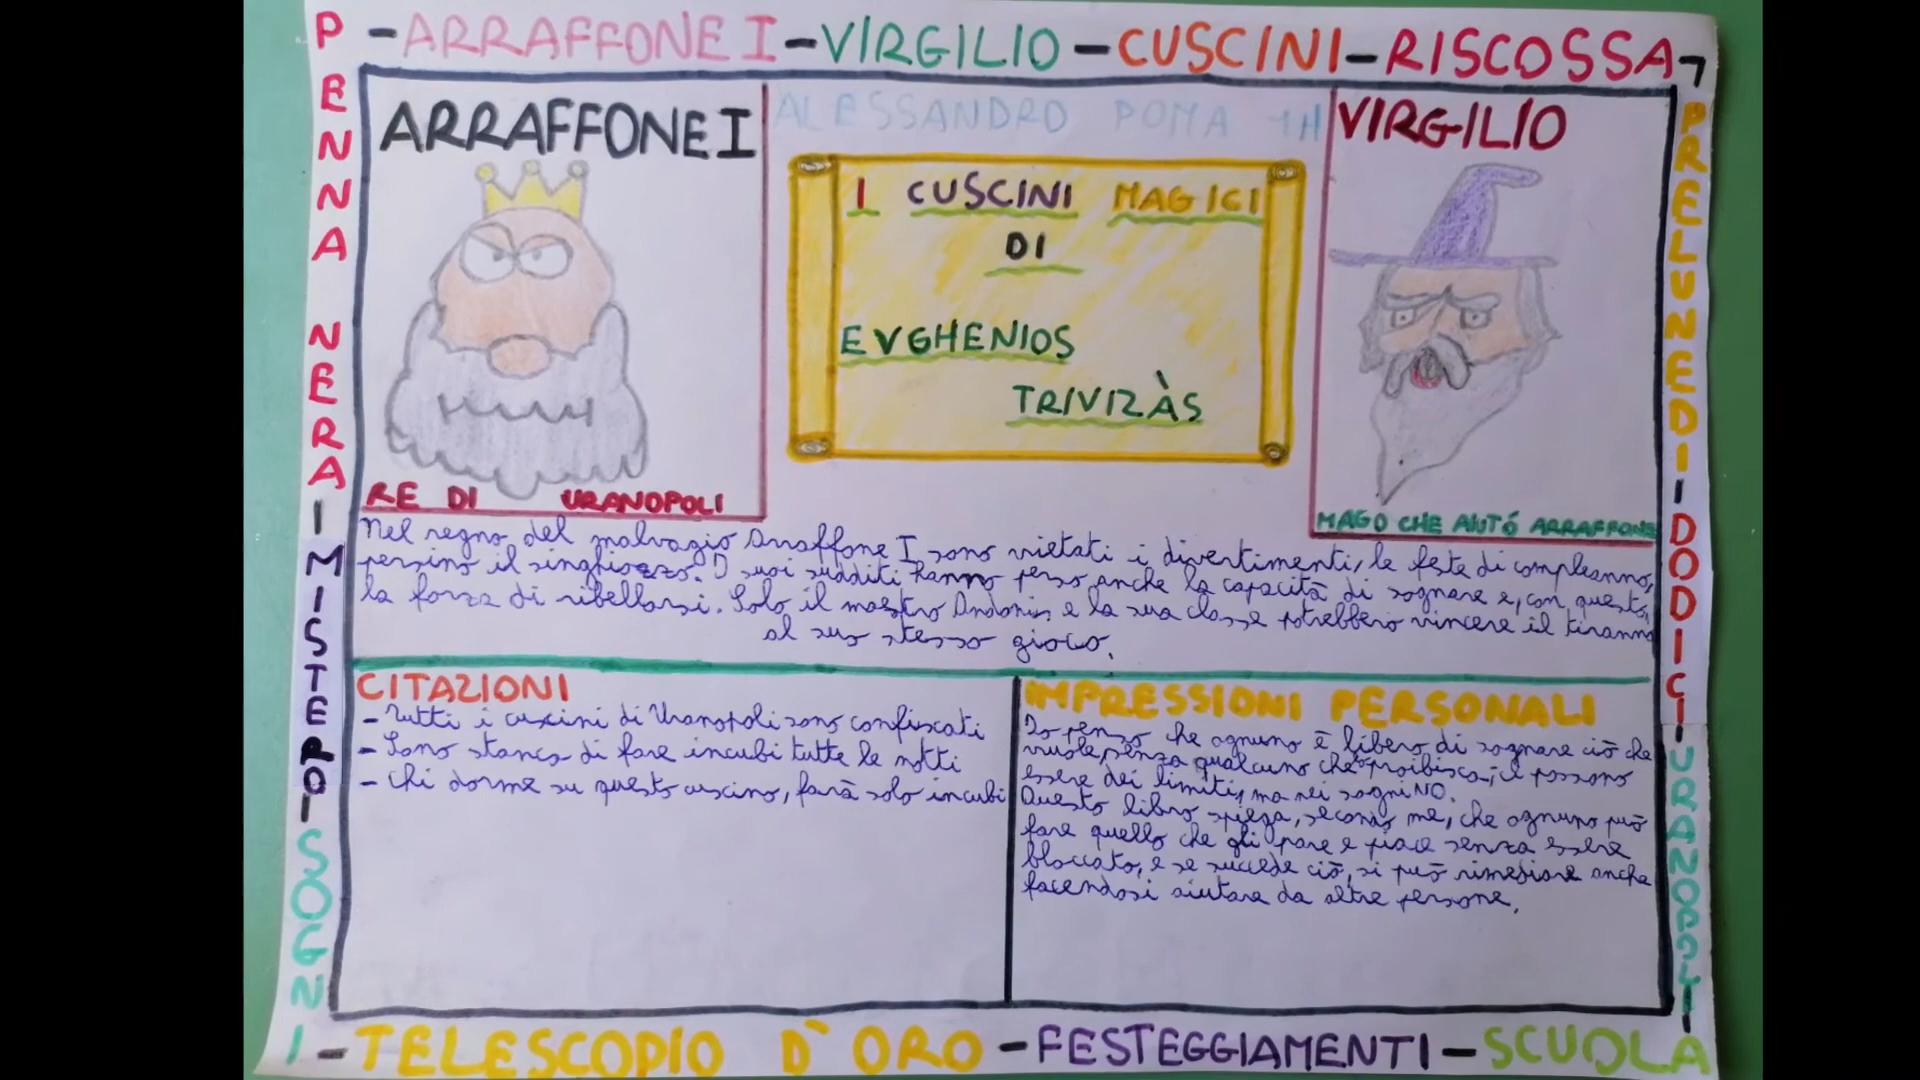 PENNA NERA - MISTERO - SOGNI
- ARRAFFONE I - VIRGILIO - CUSCINI - RISCOSSA -
PRELUNEDI - DODICI - URANOPOLI -
ARRAFFONE I
ALESSANDRO POMA 1H
VIRGILIO
I CUSCINI MAGICI
DI
EVGHENIOS
TRIVIZÀS
RE DI URANOPOLI
MAGO CHE AIUTÓ ARRAFFONE
Nel regno del malvagio Arraffone I sono vietati i divertimenti, le feste di compleanno,
persino il singhiozzo. I suoi sudditi hanno perso anche la capacità di sognare e, con questo,
la forza di ribellarsi. Solo il maestro Andonis e la sua classe potrebbero vincere il tiranno
al suo stesso gioco.
CITAZIONI
- Tutti i cuscini di Uranopoli sono confiscati
- Sono stanco di fare incubi tutte le notti
- Chi dorme su questo cuscino, farà solo incubi
IMPRESSIONI PERSONALI
Io penso che ognuno è libero di sognare ciò che
vuole, senza qualcuno che lo proibisca; ci possono
essere dei limiti, ma nei sogni NO.
Questo libro spiega, secondo me, che ognuno può
fare quello che gli pare e piace senza essere
bloccato, e se succede ciò, si può rimediare anche
facendosi aiutare da altre persone.
- TELESCOPIO D'ORO - FESTEGGIAMENTI - SCUOLA